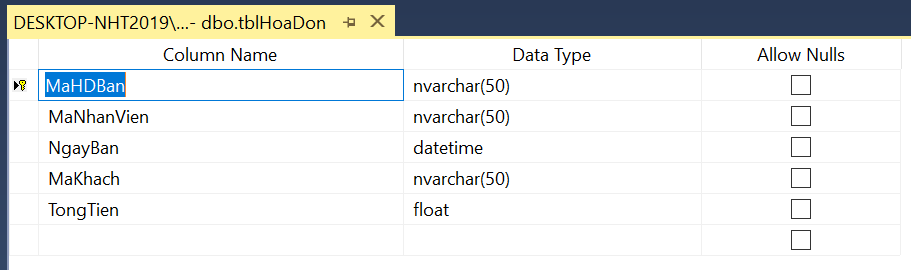 DESKTOP-NHT2019\...- dbo.tblHoaDon
Column Name Data Type Allow Nulls
MaHDBan nvarchar(50)
MaNhanVien nvarchar(50)
NgayBan datetime
MaKhach nvarchar(50)
TongTien float